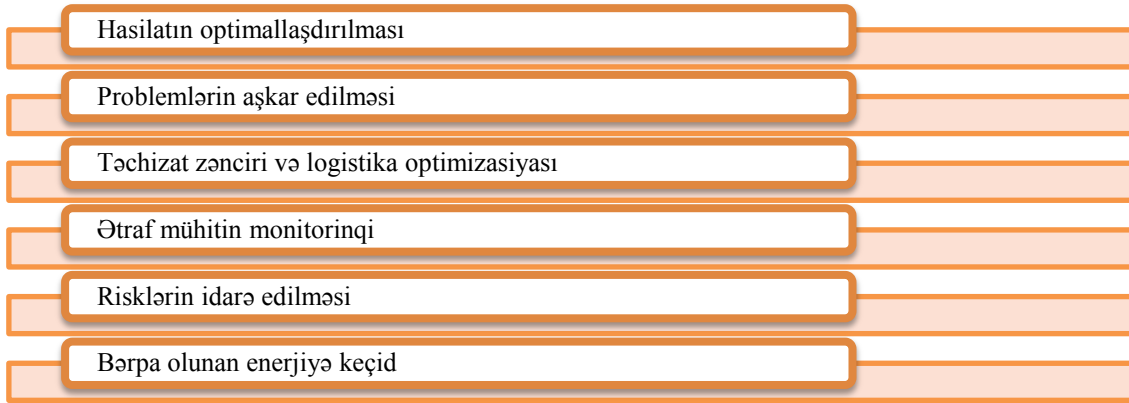 Hasilatın optimallaşdırılması
Problemlərin aşkar edilməsi
Təchizat zənciri və logistika optimizasiyası
Ətraf mühitin monitorinqi
Risklərin idarə edilməsi
Bərpa olunan enerjiyə keçid